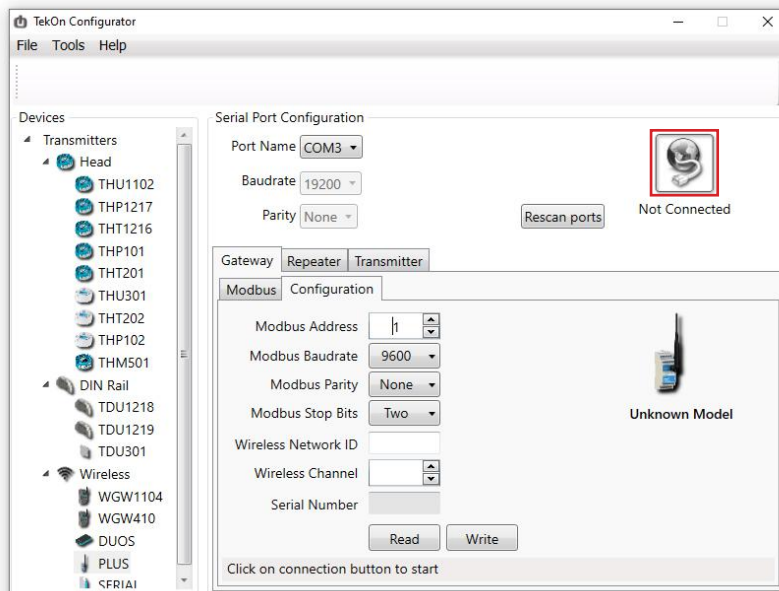 TekOn Configurator
File Tools Help
Devices
Transmitters
Head
THU1102
THP1217
THT1216
THP101
THT201
THU301
THT202
THP102
THM501
DIN Rail
TDU1218
TDU1219
TDU301
Wireless
WGW1104
WGW410
DUOS
PLUS
SERIAL
Serial Port Configuration
Port Name COM3
Baudrate 19200
Parity None
Rescan ports
Not Connected
Gateway Repeater Transmitter
Modbus Configuration
Modbus Address 1
Modbus Baudrate 9600
Modbus Parity None
Modbus Stop Bits Two
Wireless Network ID
Wireless Channel
Serial Number
Unknown Model
Read Write
Click on connection button to start